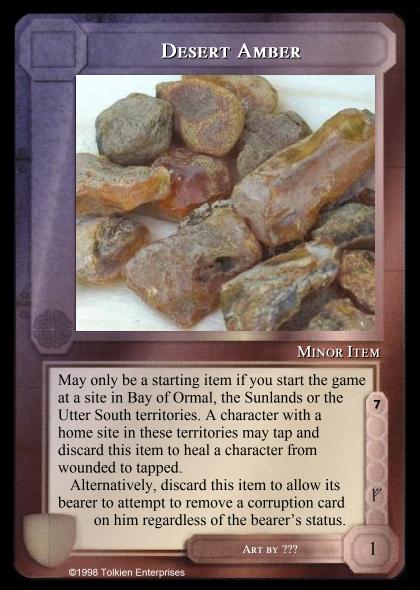 Desert Amber
Minor Item
May only be a starting item if you start the game
at a site in Bay of Ormal, the Sunlands or the
Utter South territories. A character with a
home site in these territories may tap and
discard this item to heal a character from
wounded to tapped.
Alternatively, discard this item to allow its
bearer to attempt to remove a corruption card
on him regardless of the bearer's status.
7
ᚠ
Art by ???
1
©1998 Tolkien Enterprises